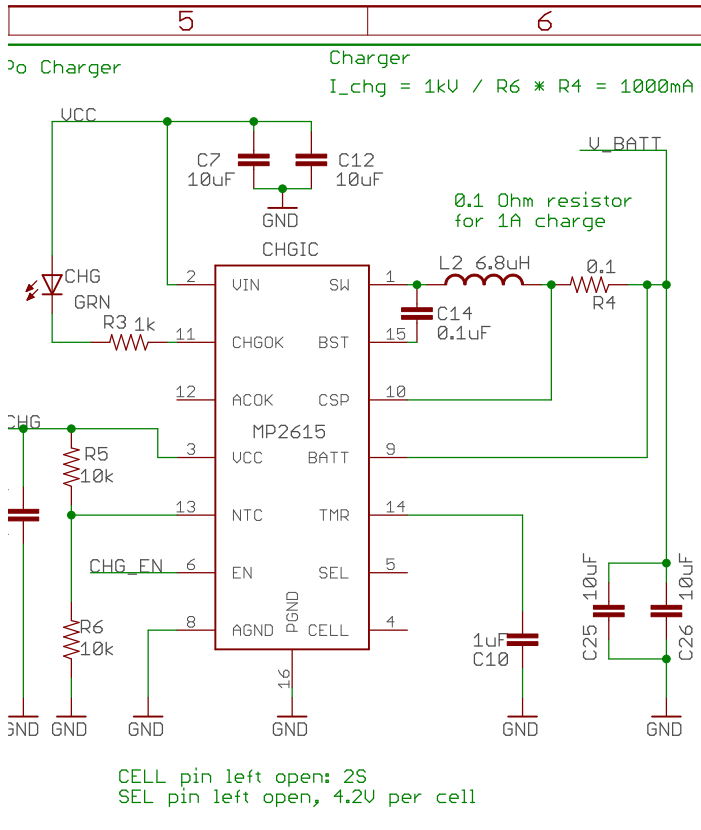 5 6
Po Charger
Charger
I_chg = 1kV / R6 * R4 = 1000mA
VCC
V_BATT
C7
10uF
C12
10uF
GND
0.1 Ohm resistor
for 1A charge
CHGIC
L2 6.8uH
0.1
R4
CHG
GRN
2 VIN SW 1
C14
0.1uF
R3 1k
11 CHGOK BST 15
12 ACOK CSP 10
CHG
MP2615
R5
10k
3 VCC BATT 9
13 NTC TMR 14
CHG_EN
6 EN SEL 5
8 AGND PGND CELL 4
R6
10k
16
1uF
C10
10uF
C25
10uF
C26
GND GND GND GND GND GND
CELL pin left open: 2S
SEL pin left open, 4.2V per cell